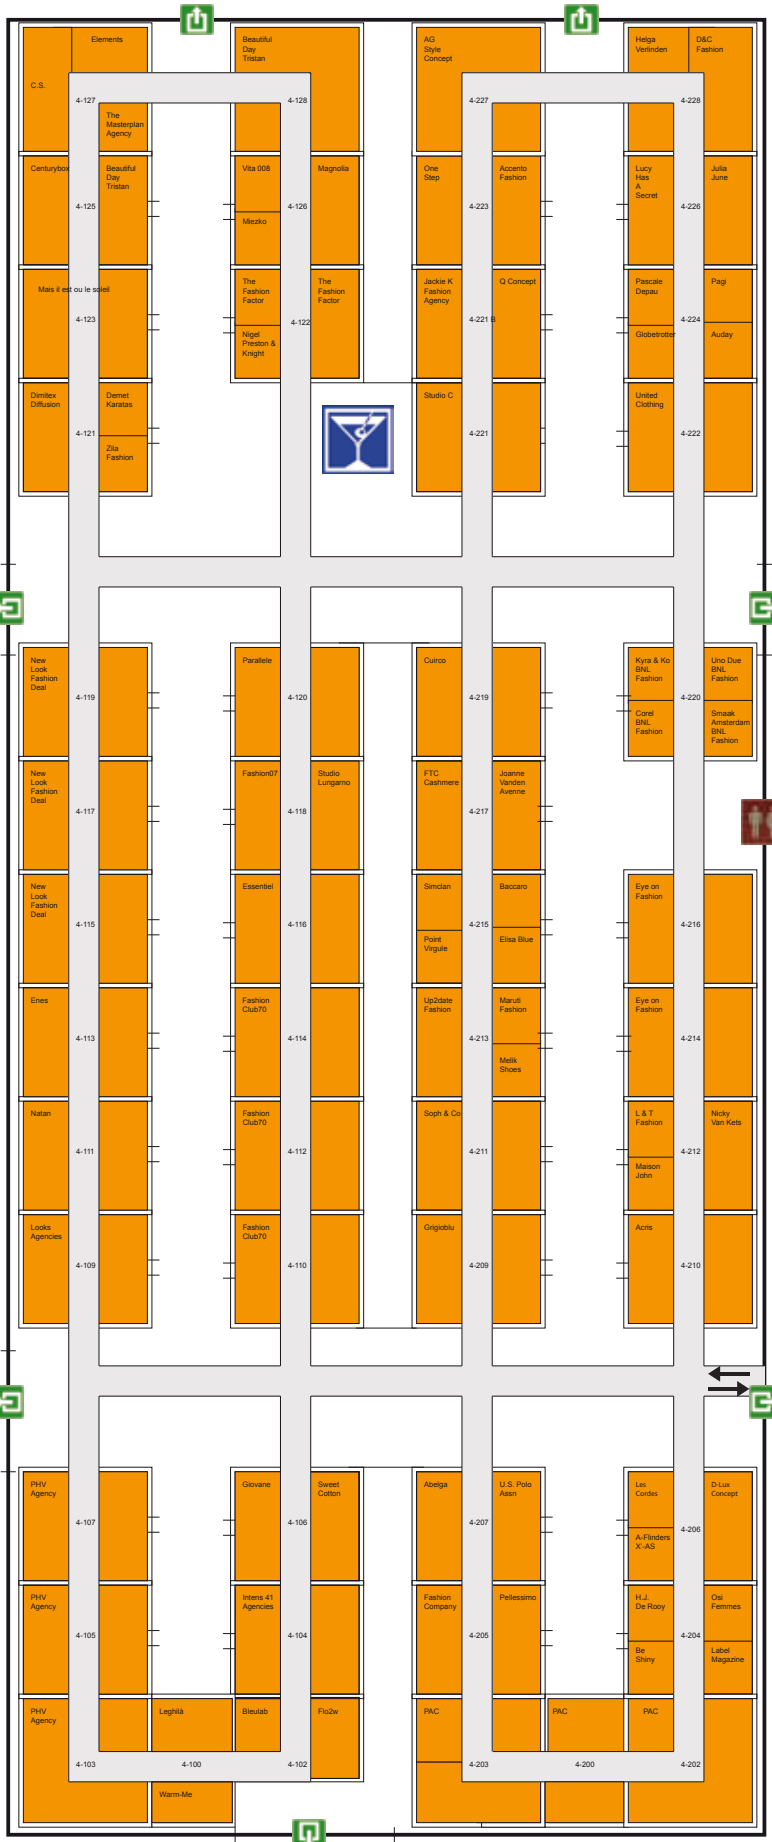 Elements
Beautiful
Day
Tristan
AG
Style
Concept
Helga
Verlinden
D&C
Fashion
C.S.
4-127
4-128
4-227
4-228
The
Masterplan
Agency
Centurybox
Beautiful
Day
Tristan
Vita 008
Magnolia
One
Step
Accento
Fashion
Lucy
Has
A
Secret
Julia
June
4-125
4-126
4-223
4-226
Miezko
Mais il est ou le soleil
The
Fashion
Factor
The
Fashion
Factor
Jackie K
Fashion
Agency
Q Concept
Pascale
Depau
Pagi
4-123
4-122
4-221 B
4-224
Nigel
Preston &
Knight
Globetrotter
Auday
Dimitex
Diffusion
Demet
Karatas
Studio C
United
Clothing
4-121
4-221
4-222
Zila
Fashion
New
Look
Fashion
Deal
Parallele
Cuirco
Kyra & Ko
BNL
Fashion
Uno Due
BNL
Fashion
4-119
4-120
4-219
4-220
Corel
BNL
Fashion
Smaak
Amsterdam
BNL
Fashion
New
Look
Fashion
Deal
Fashion07
Studio
Lungarno
FTC
Cashmere
Joanne
Vanden
Avenne
4-117
4-118
4-217
New
Look
Fashion
Deal
Essentiel
Simclan
Baccaro
Eye on
Fashion
4-115
4-116
4-215
4-216
Point
Virgule
Elisa Blue
Enes
Fashion
Club70
Up2date
Fashion
Maruti
Fashion
Eye on
Fashion
4-113
4-114
4-213
4-214
Melik
Shoes
Natan
Fashion
Club70
Soph & Co
L & T
Fashion
Nicky
Van Kets
4-111
4-112
4-211
4-212
Maison
John
Looks
Agencies
Fashion
Club70
Grigioblu
Acris
4-109
4-110
4-209
4-210
PHV
Agency
Giovane
Sweet
Cotton
Abelga
U.S. Polo
Assn
Les
Cordes
D-Lux
Concept
4-107
4-106
4-207
4-206
A-Flinders
X'-AS
PHV
Agency
Intens 41
Agencies
Fashion
Company
Pellessimo
H.J.
De Rooy
Osi
Femmes
4-105
4-104
4-205
4-204
Be
Shiny
Label
Magazine
PHV
Agency
Leghilà
Bleulab
Flo2w
PAC
PAC
PAC
4-103
4-100
4-102
4-203
4-200
4-202
Warm-Me